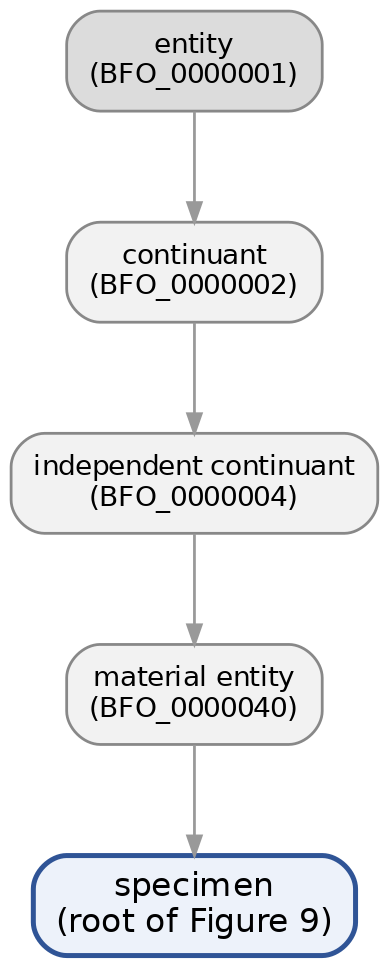 entity
(BFO_0000001)
continuant
(BFO_0000002)
independent continuant
(BFO_0000004)
material entity
(BFO_0000040)
specimen
(root of Figure 9)